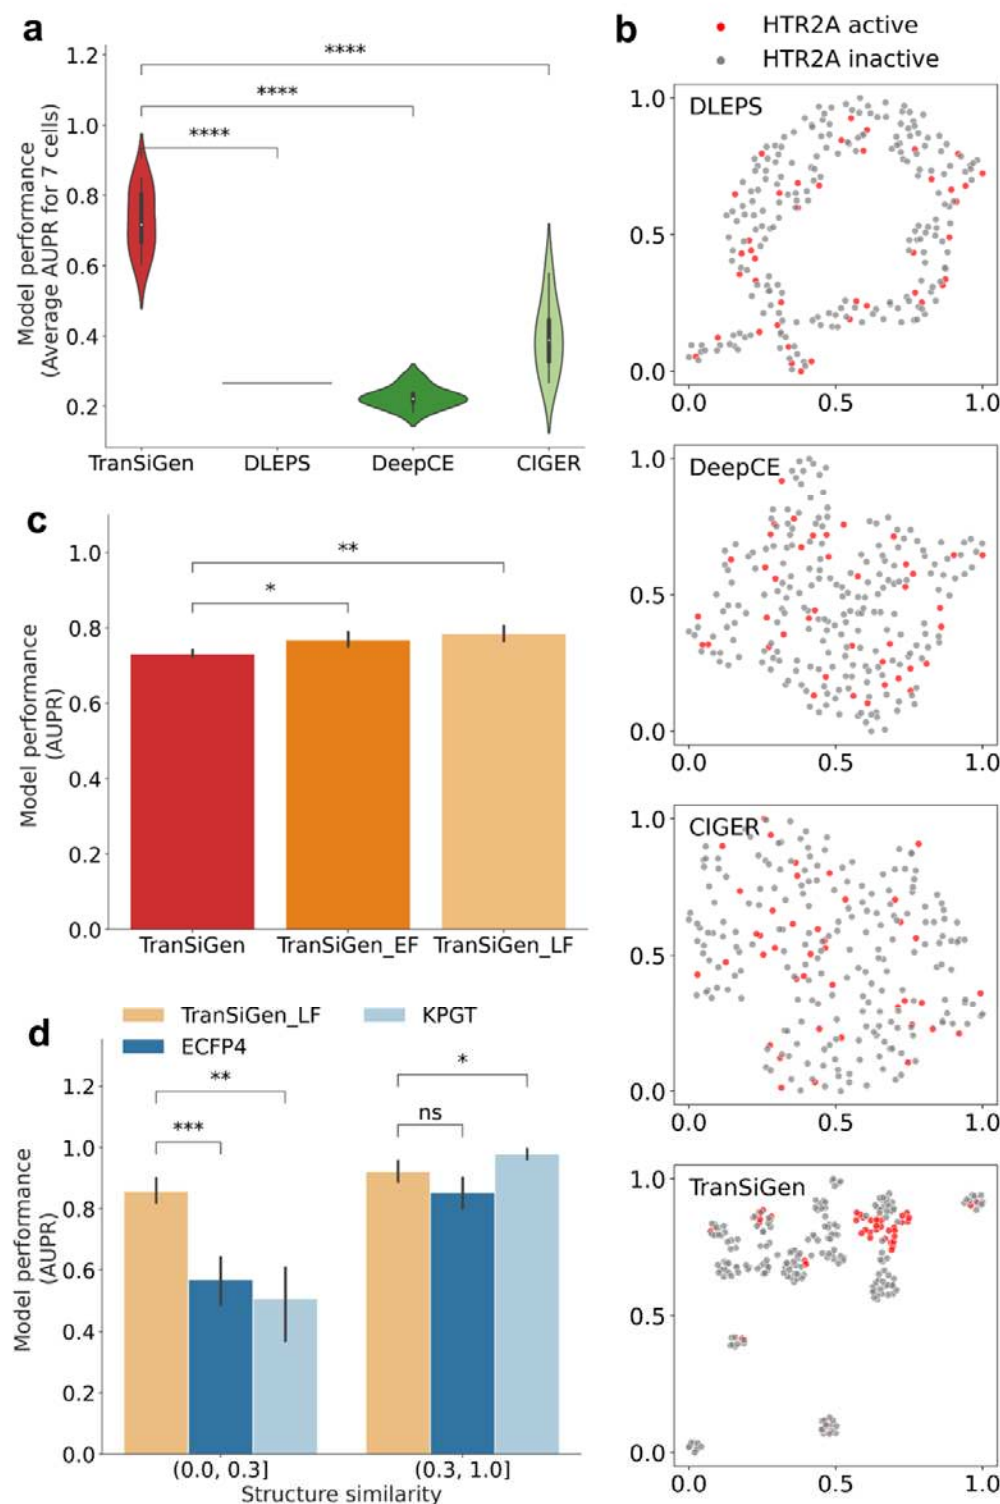 a
1.2
1.0
0.8
0.6
0.4
0.2
Model performance
(Average AUPR for 7 cells)
****
****
****
TranSiGen DLEPS DeepCE CIGER
b
HTR2A active
HTR2A inactive
DLEPS
1.0
0.5
0.0
0.0 0.5 1.0
DeepCE
1.0
0.5
0.0
0.0 0.5 1.0
CIGER
1.0
0.5
0.0
0.0 0.5 1.0
TranSiGen
1.0
0.5
0.0
0.0 0.5 1.0
c
1.0
0.8
0.6
0.4
0.2
0.0
Model performance
(AUPR)
**
*
TranSiGen TranSiGen_EF TranSiGen_LF
d
TranSiGen_LF KPGT
ECFP4
1.2
1.0
0.8
0.6
0.4
0.2
0.0
Model performance
(AUPR)
**
***
*
ns
(0.0, 0.3] (0.3, 1.0]
Structure similarity